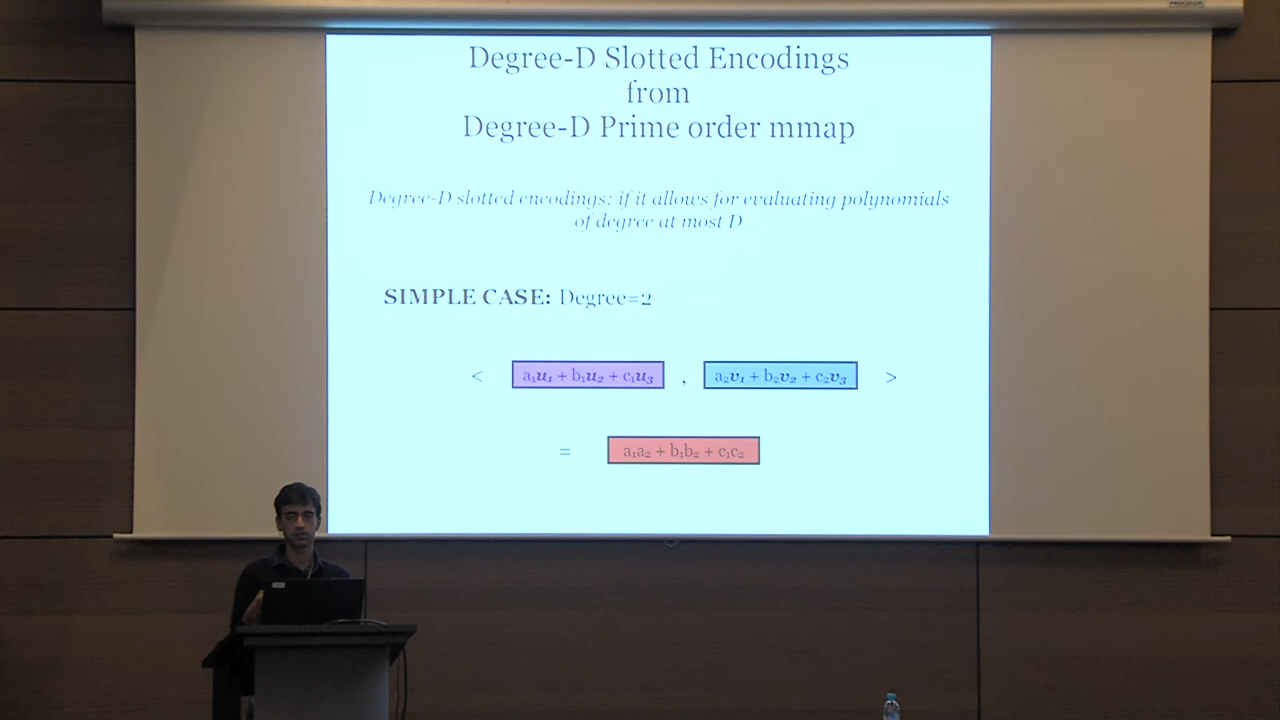 Degree-D Slotted Encodings
from
Degree-D Prime order mmap
Degree-D slotted encodings: if it allows for evaluating polynomials
of degree at most D
SIMPLE CASE: Degree=2
< a₁u₁ + b₁u₂ + c₁u₃ , a₂v₁ + b₂v₂ + c₂v₃ >
= a₁a₂ + b₁b₂ + c₁c₂